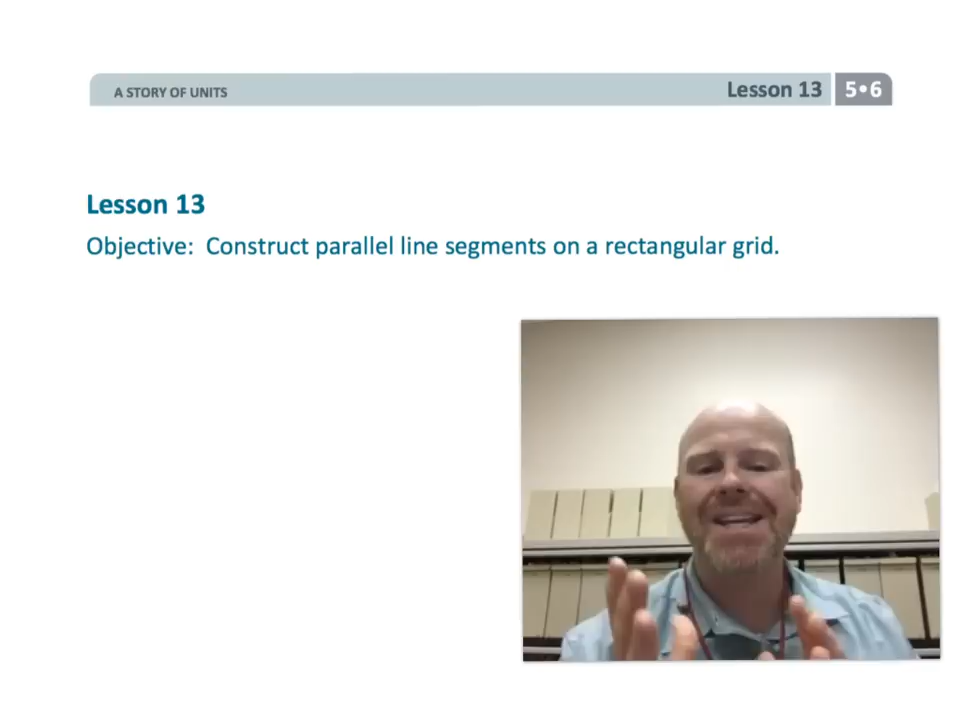 A STORY OF UNITS
Lesson 13 5•6
Lesson 13
Objective: Construct parallel line segments on a rectangular grid.